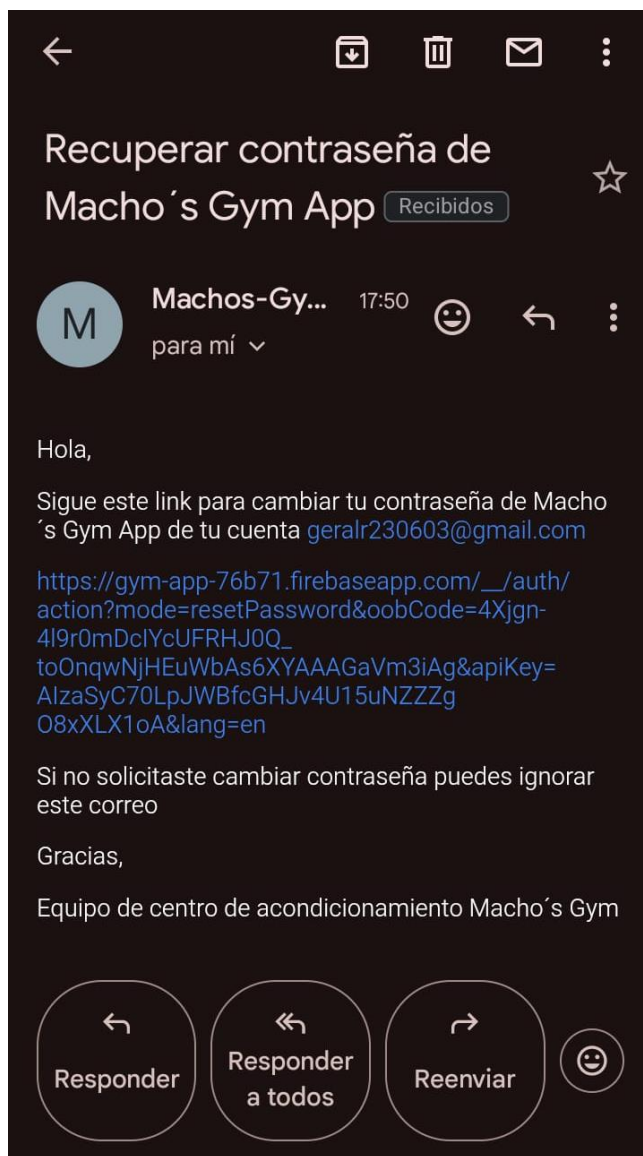 Recuperar contraseña de
Macho´s Gym App Recibidos
Machos-Gy... 17:50
M
para mí
Hola,
Sigue este link para cambiar tu contraseña de Macho
´s Gym App de tu cuenta geralr230603@gmail.com
https://gym-app-76b71.firebaseapp.com/__/auth/
action?mode=resetPassword&oobCode=4Xjgn-
4l9r0mDclYcUFRHJ0Q_
toOnqwNjHEuWbAs6XYAAAGaVm3iAg&apiKey=
AIzaSyC70LpJWBfcGHJv4U15uNZZZg
O8xXLX1oA&lang=en
Si no solicitaste cambiar contraseña puedes ignorar
este correo
Gracias,
Equipo de centro de acondicionamiento Macho´s Gym
Responder
Responder
a todos
Reenviar